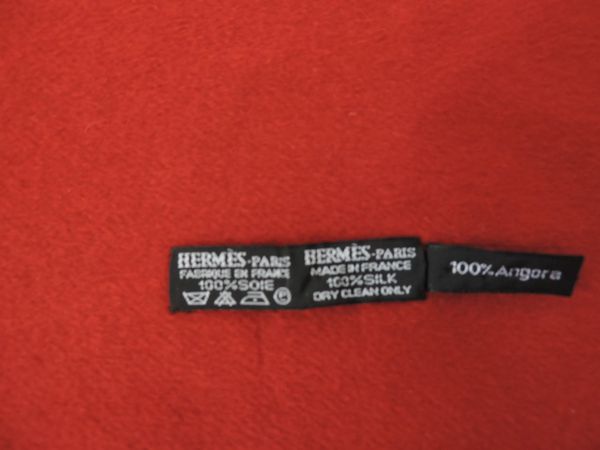 HERMÈS-PARIS
FABRIQUE EN FRANCE
100%SOIE
HERMÈS-PARIS
MADE IN FRANCE
100%SILK
DRY CLEAN ONLY
100%Angora